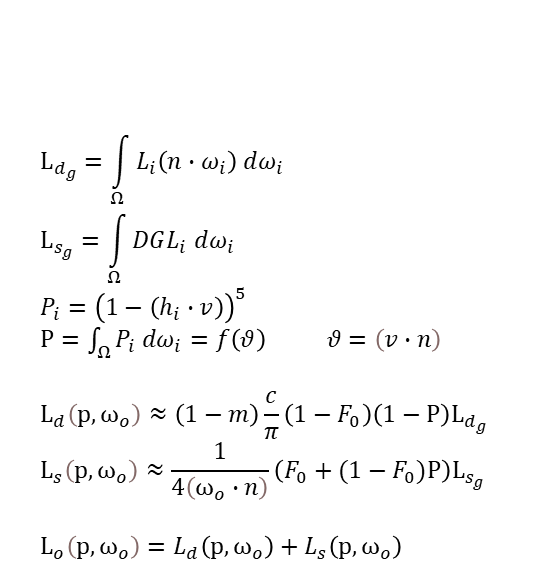 L_{d_g} = ∫_Ω L_i(n · ω_i) dω_i
L_{s_g} = ∫_Ω DGL_i dω_i
P_i = (1 − (h_i · v))^5
P = ∫_Ω P_i dω_i = f(ϑ) ϑ = (v · n)
L_d(p, ω_o) ≈ (1 − m) c/π (1 − F_0)(1 − P)L_{d_g}
L_s(p, ω_o) ≈ 1/(4(ω_o · n)) (F_0 + (1 − F_0)P)L_{s_g}
L_o(p, ω_o) = L_d(p, ω_o) + L_s(p, ω_o)